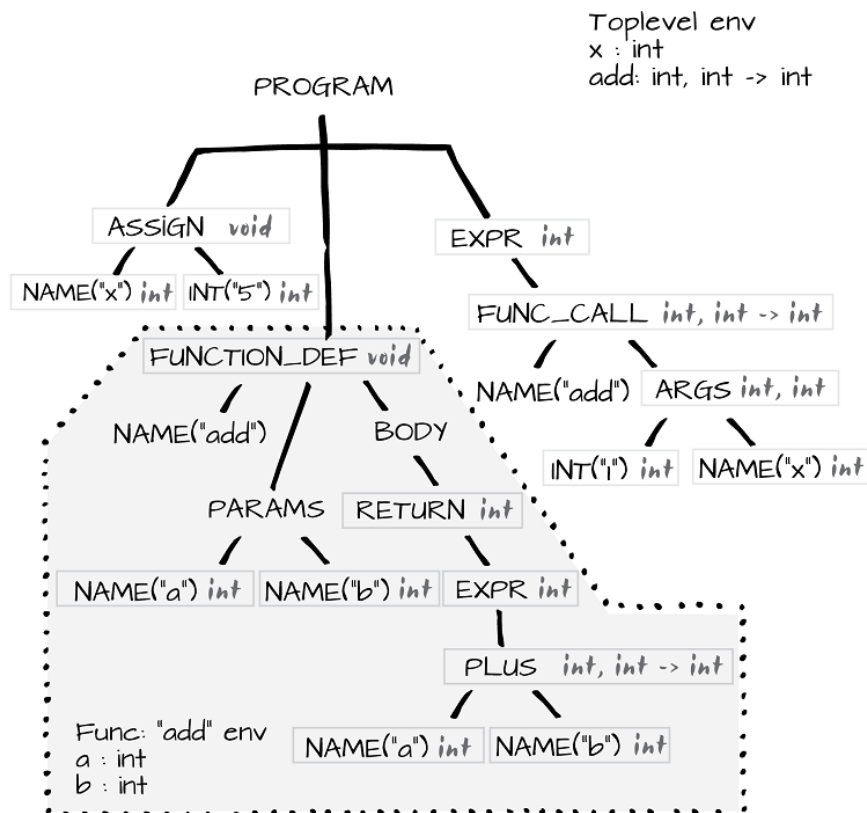 Toplevel env
x : int
add: int, int -> int
PROGRAM
ASSIGN void
EXPR int
NAME("x") int
INT("5") int
FUNC_CALL int, int -> int
FUNCTION_DEF void
NAME("add")
ARGS int, int
NAME("add")
BODY
INT("1") int
NAME("x") int
PARAMS
RETURN int
NAME("a") int
NAME("b") int
EXPR int
PLUS int, int -> int
Func: "add" env
a : int
b : int
NAME("a") int
NAME("b") int